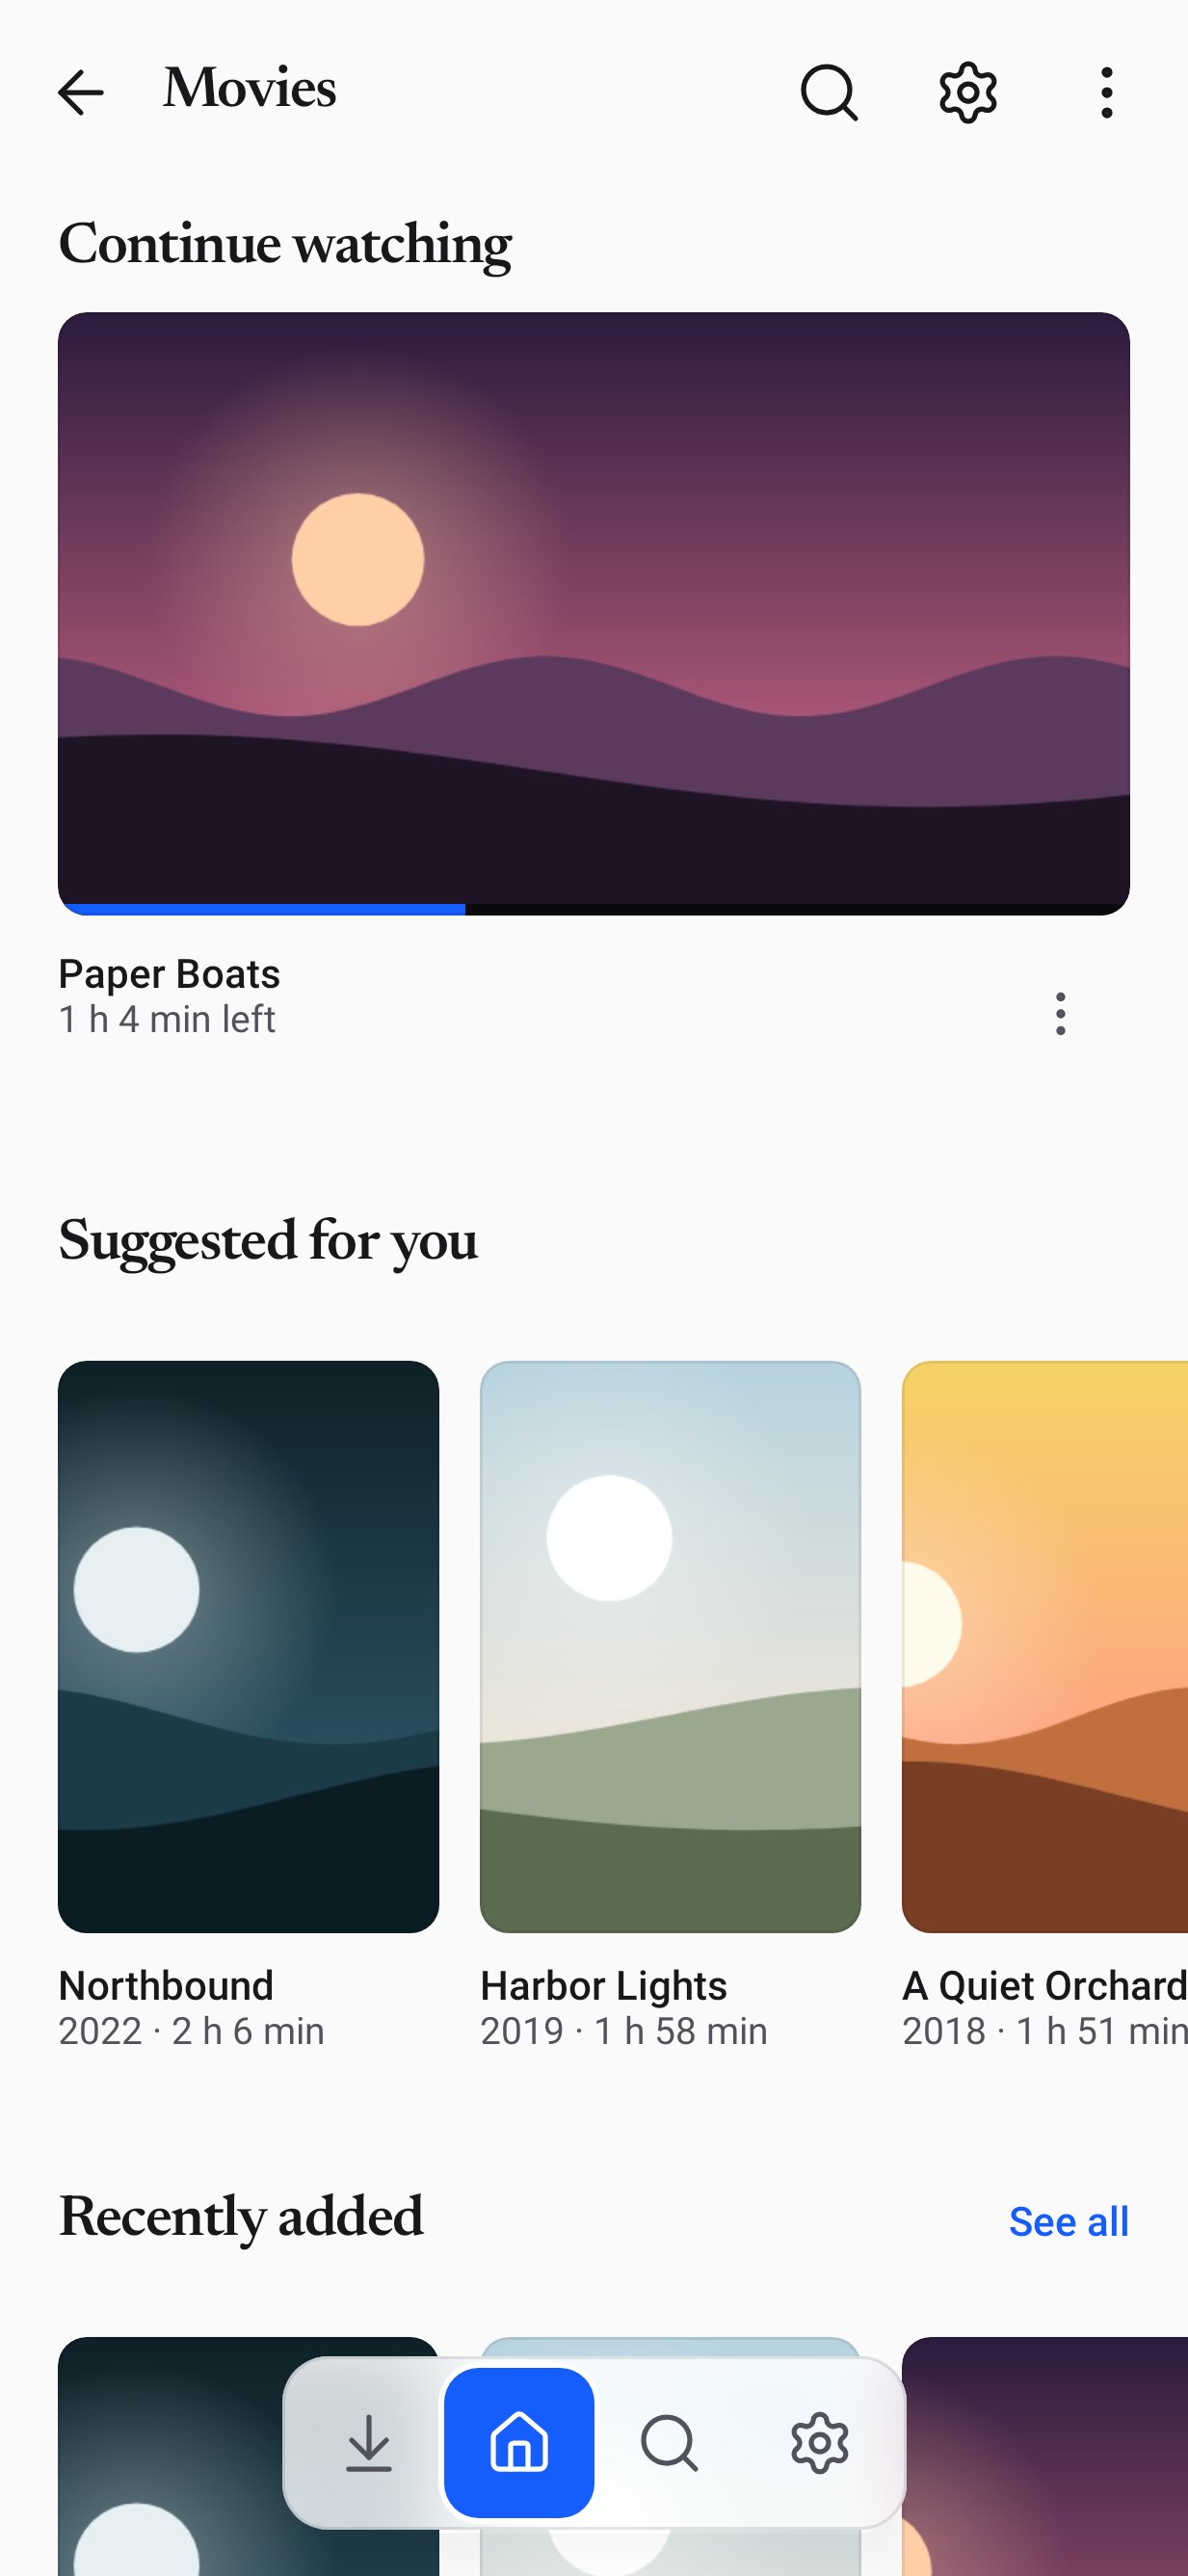 Movies
Continue watching
Paper Boats
1 h 4 min left
Suggested for you
Northbound
2022 · 2 h 6 min
Harbor Lights
2019 · 1 h 58 min
A Quiet Orchard
2018 · 1 h 51 min
Recently added
See all